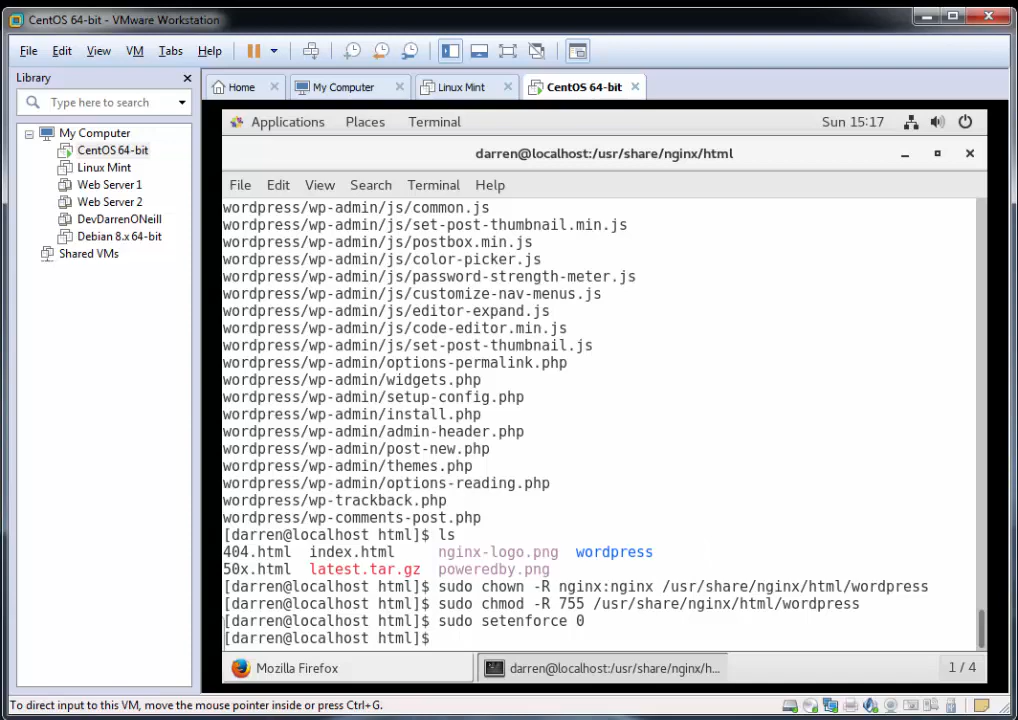 CentOS 64-bit - VMware Workstation
File Edit View VM Tabs Help
Library
Type here to search
My Computer
CentOS 64-bit
Linux Mint
Web Server 1
Web Server 2
DevDarrenONeill
Debian 8.x 64-bit
Shared VMs
Home My Computer Linux Mint CentOS 64-bit
Applications Places Terminal Sun 15:17
darren@localhost:/usr/share/nginx/html
File Edit View Search Terminal Help
wordpress/wp-admin/js/common.js
wordpress/wp-admin/js/set-post-thumbnail.min.js
wordpress/wp-admin/js/postbox.min.js
wordpress/wp-admin/js/color-picker.js
wordpress/wp-admin/js/password-strength-meter.js
wordpress/wp-admin/js/customize-nav-menus.js
wordpress/wp-admin/js/editor-expand.js
wordpress/wp-admin/js/code-editor.min.js
wordpress/wp-admin/js/set-post-thumbnail.js
wordpress/wp-admin/options-permalink.php
wordpress/wp-admin/widgets.php
wordpress/wp-admin/setup-config.php
wordpress/wp-admin/install.php
wordpress/wp-admin/admin-header.php
wordpress/wp-admin/post-new.php
wordpress/wp-admin/themes.php
wordpress/wp-admin/options-reading.php
wordpress/wp-trackback.php
wordpress/wp-comments-post.php
[darren@localhost html]$ ls
404.html index.html nginx-logo.png wordpress
50x.html latest.tar.gz poweredby.png
[darren@localhost html]$ sudo chown -R nginx:nginx /usr/share/nginx/html/wordpress
[darren@localhost html]$ sudo chmod -R 755 /usr/share/nginx/html/wordpress
[darren@localhost html]$ sudo setenforce 0
[darren@localhost html]$
Mozilla Firefox darren@localhost:/usr/share/nginx/h... 1 / 4
To direct input to this VM, move the mouse pointer inside or press Ctrl+G.